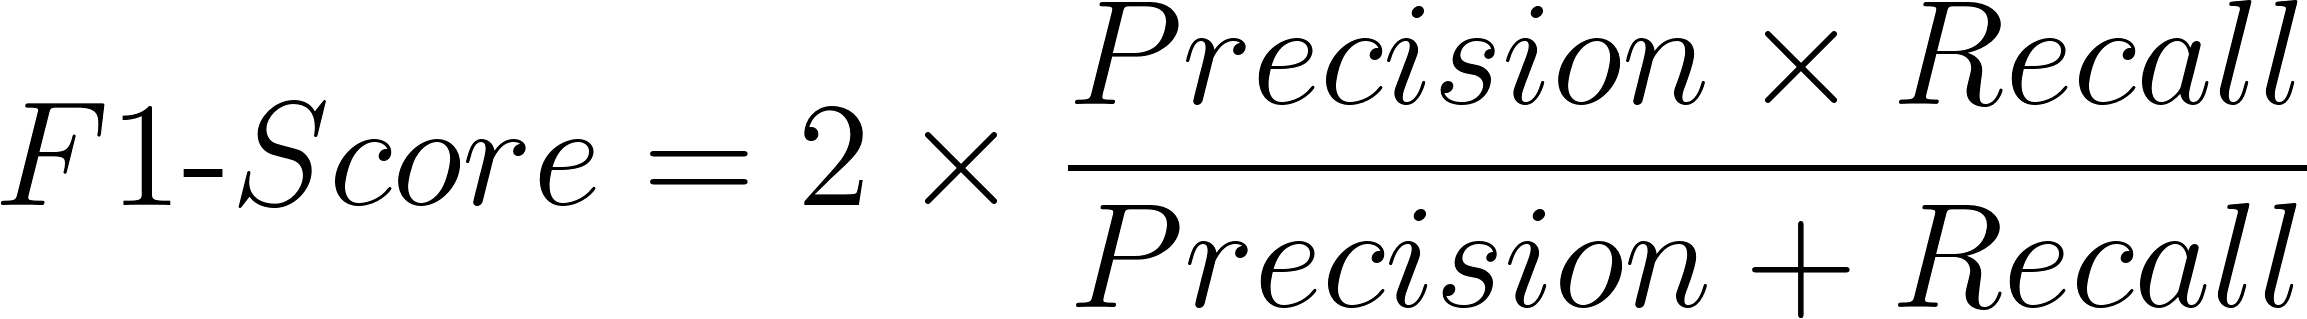 F1-Score = 2 × Precision × Recall
Precision + Recall